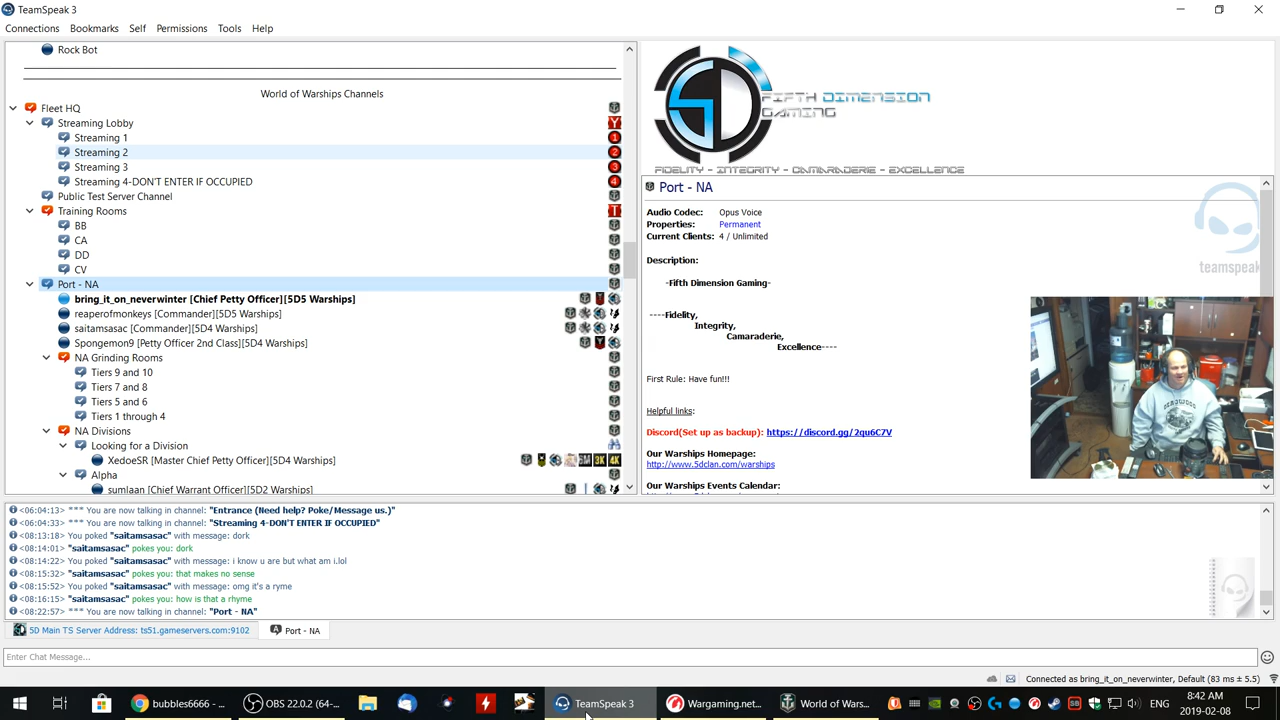 TeamSpeak 3
Connections Bookmarks Self Permissions Tools Help
Rock Bot
World of Warships Channels
Fleet HQ
Streaming Lobby
Streaming 1
Streaming 2
Streaming 3
Streaming 4-DON'T ENTER IF OCCUPIED
Public Test Server Channel
Training Rooms
BB
CA
DD
CV
Port - NA
bring_it_on_neverwinter [Chief Petty Officer][5D5 Warships]
reaperofmonkeys [Commander][5D5 Warships]
saitamsasac [Commander][5D4 Warships]
Spongemon9 [Petty Officer 2nd Class][5D4 Warships]
NA Grinding Rooms
Tiers 9 and 10
Tiers 7 and 8
Tiers 5 and 6
Tiers 1 through 4
NA Divisions
Looking for a Division
XedoeSR [Master Chief Petty Officer][5D4 Warships]
Alpha
sumlaan [Chief Warrant Officer][5D2 Warships]
FIFTH DIMENSION
GAMING
FIDELITY - INTEGRITY - CAMARADERIE - EXCELLENCE
Port - NA
Audio Codec: Opus Voice
Properties: Permanent
Current Clients: 4 / Unlimited
teamspeak
Description:
-Fifth Dimension Gaming-
----Fidelity,
Integrity,
Camaraderie,
Excellence----
First Rule: Have fun!!!
Helpful links:
Discord(Set up as backup): https://discord.gg/2qu6C7V
Our Warships Homepage:
http://www.5dclan.com/warships
Our Warships Events Calendar:
<06:04:13> *** You are now talking in channel: "Entrance (Need help? Poke/Message us.)"
<06:04:33> *** You are now talking in channel: "Streaming 4-DON'T ENTER IF OCCUPIED"
<08:13:18> You poked "saitamsasac" with message: dork
<08:14:01> "saitamsasac" pokes you: dork
<08:14:22> You poked "saitamsasac" with message: i know u are but what am i.lol
<08:15:32> "saitamsasac" pokes you: that makes no sense
<08:15:52> You poked "saitamsasac" with message: omg it's a ryme
<08:16:15> "saitamsasac" pokes you: how is that a rhyme
<08:22:57> *** You are now talking in channel: "Port - NA"
5D Main TS Server Address: ts51.gameservers.com:9102 Port - NA
Enter Chat Message...
Connected as bring_it_on_neverwinter, Default (83 ms ± 5.5)
bubbles6666 - ... OBS 22.0.2 (64-... TeamSpeak 3 Wargaming.net... World of Wars... ENG 8:42 AM
2019-02-08